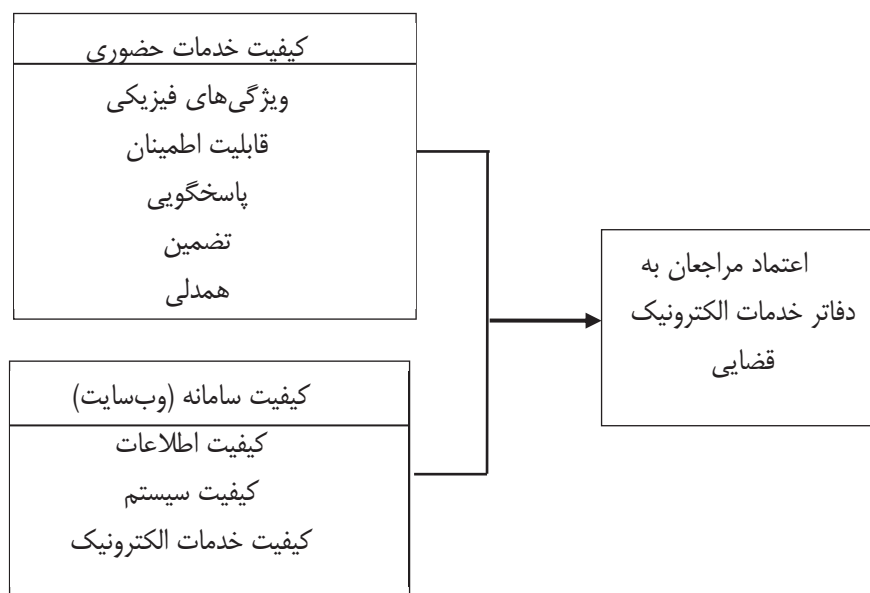 کیفیت خدمات حضوری
ویژگی‌های فیزیکی
قابلیت اطمینان
پاسخگویی
تضمین
همدلی
کیفیت سامانه (وب‌سایت)
کیفیت اطلاعات
کیفیت سیستم
کیفیت خدمات الکترونیک
اعتماد مراجعان به
دفاتر خدمات الکترونیک
قضایی